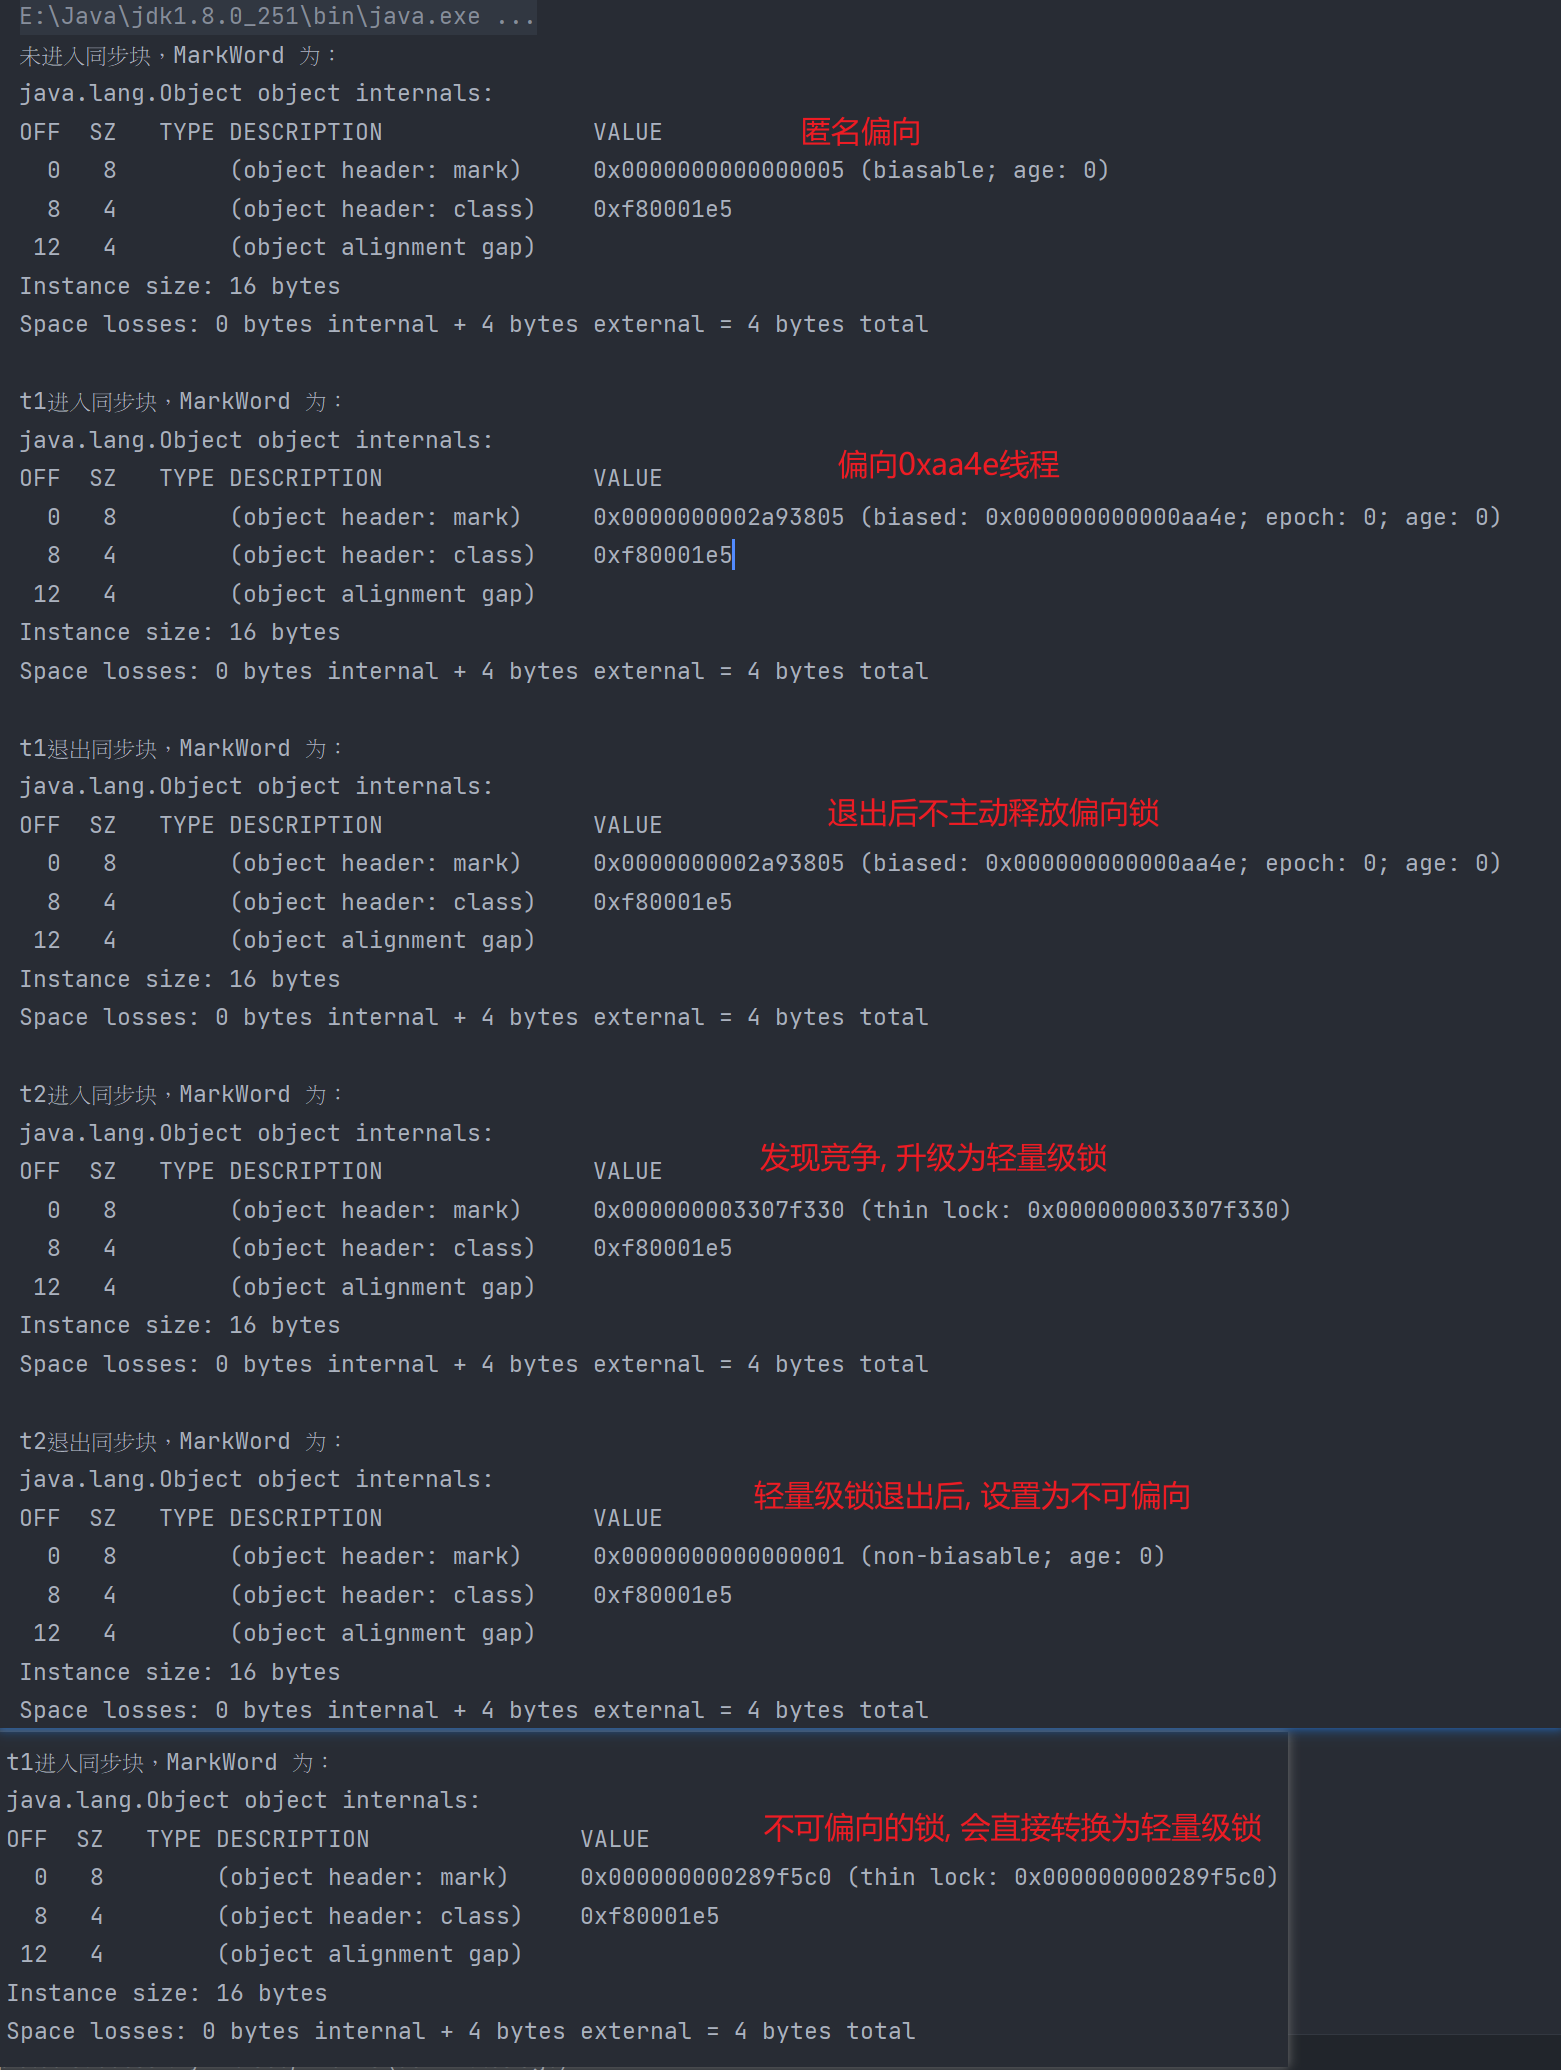 E:\Java\jdk1.8.0_251\bin\java.exe ...
未进入同步块，MarkWord 为：
java.lang.Object object internals:
OFF  SZ   TYPE DESCRIPTION               VALUE
匿名偏向
  0   8        (object header: mark)     0x0000000000000005 (biasable; age: 0)
  8   4        (object header: class)    0xf80001e5
 12   4        (object alignment gap)
Instance size: 16 bytes
Space losses: 0 bytes internal + 4 bytes external = 4 bytes total
t1进入同步块，MarkWord 为：
java.lang.Object object internals:
偏向0xaa4e线程
OFF  SZ   TYPE DESCRIPTION               VALUE
  0   8        (object header: mark)     0x0000000002a93805 (biased: 0x000000000000aa4e; epoch: 0; age: 0)
  8   4        (object header: class)    0xf80001e5
 12   4        (object alignment gap)
Instance size: 16 bytes
Space losses: 0 bytes internal + 4 bytes external = 4 bytes total
t1退出同步块，MarkWord 为：
java.lang.Object object internals:
退出后不主动释放偏向锁
OFF  SZ   TYPE DESCRIPTION               VALUE
  0   8        (object header: mark)     0x0000000002a93805 (biased: 0x000000000000aa4e; epoch: 0; age: 0)
  8   4        (object header: class)    0xf80001e5
 12   4        (object alignment gap)
Instance size: 16 bytes
Space losses: 0 bytes internal + 4 bytes external = 4 bytes total
t2进入同步块，MarkWord 为：
java.lang.Object object internals:
发现竞争, 升级为轻量级锁
OFF  SZ   TYPE DESCRIPTION               VALUE
  0   8        (object header: mark)     0x000000003307f330 (thin lock: 0x000000003307f330)
  8   4        (object header: class)    0xf80001e5
 12   4        (object alignment gap)
Instance size: 16 bytes
Space losses: 0 bytes internal + 4 bytes external = 4 bytes total
t2退出同步块，MarkWord 为：
java.lang.Object object internals:
轻量级锁退出后, 设置为不可偏向
OFF  SZ   TYPE DESCRIPTION               VALUE
  0   8        (object header: mark)     0x0000000000000001 (non-biasable; age: 0)
  8   4        (object header: class)    0xf80001e5
 12   4        (object alignment gap)
Instance size: 16 bytes
Space losses: 0 bytes internal + 4 bytes external = 4 bytes total
t1进入同步块，MarkWord 为：
java.lang.Object object internals:
不可偏向的锁, 会直接转换为轻量级锁
OFF  SZ   TYPE DESCRIPTION               VALUE
  0   8        (object header: mark)     0x000000000289f5c0 (thin lock: 0x000000000289f5c0)
  8   4        (object header: class)    0xf80001e5
 12   4        (object alignment gap)
Instance size: 16 bytes
Space losses: 0 bytes internal + 4 bytes external = 4 bytes total